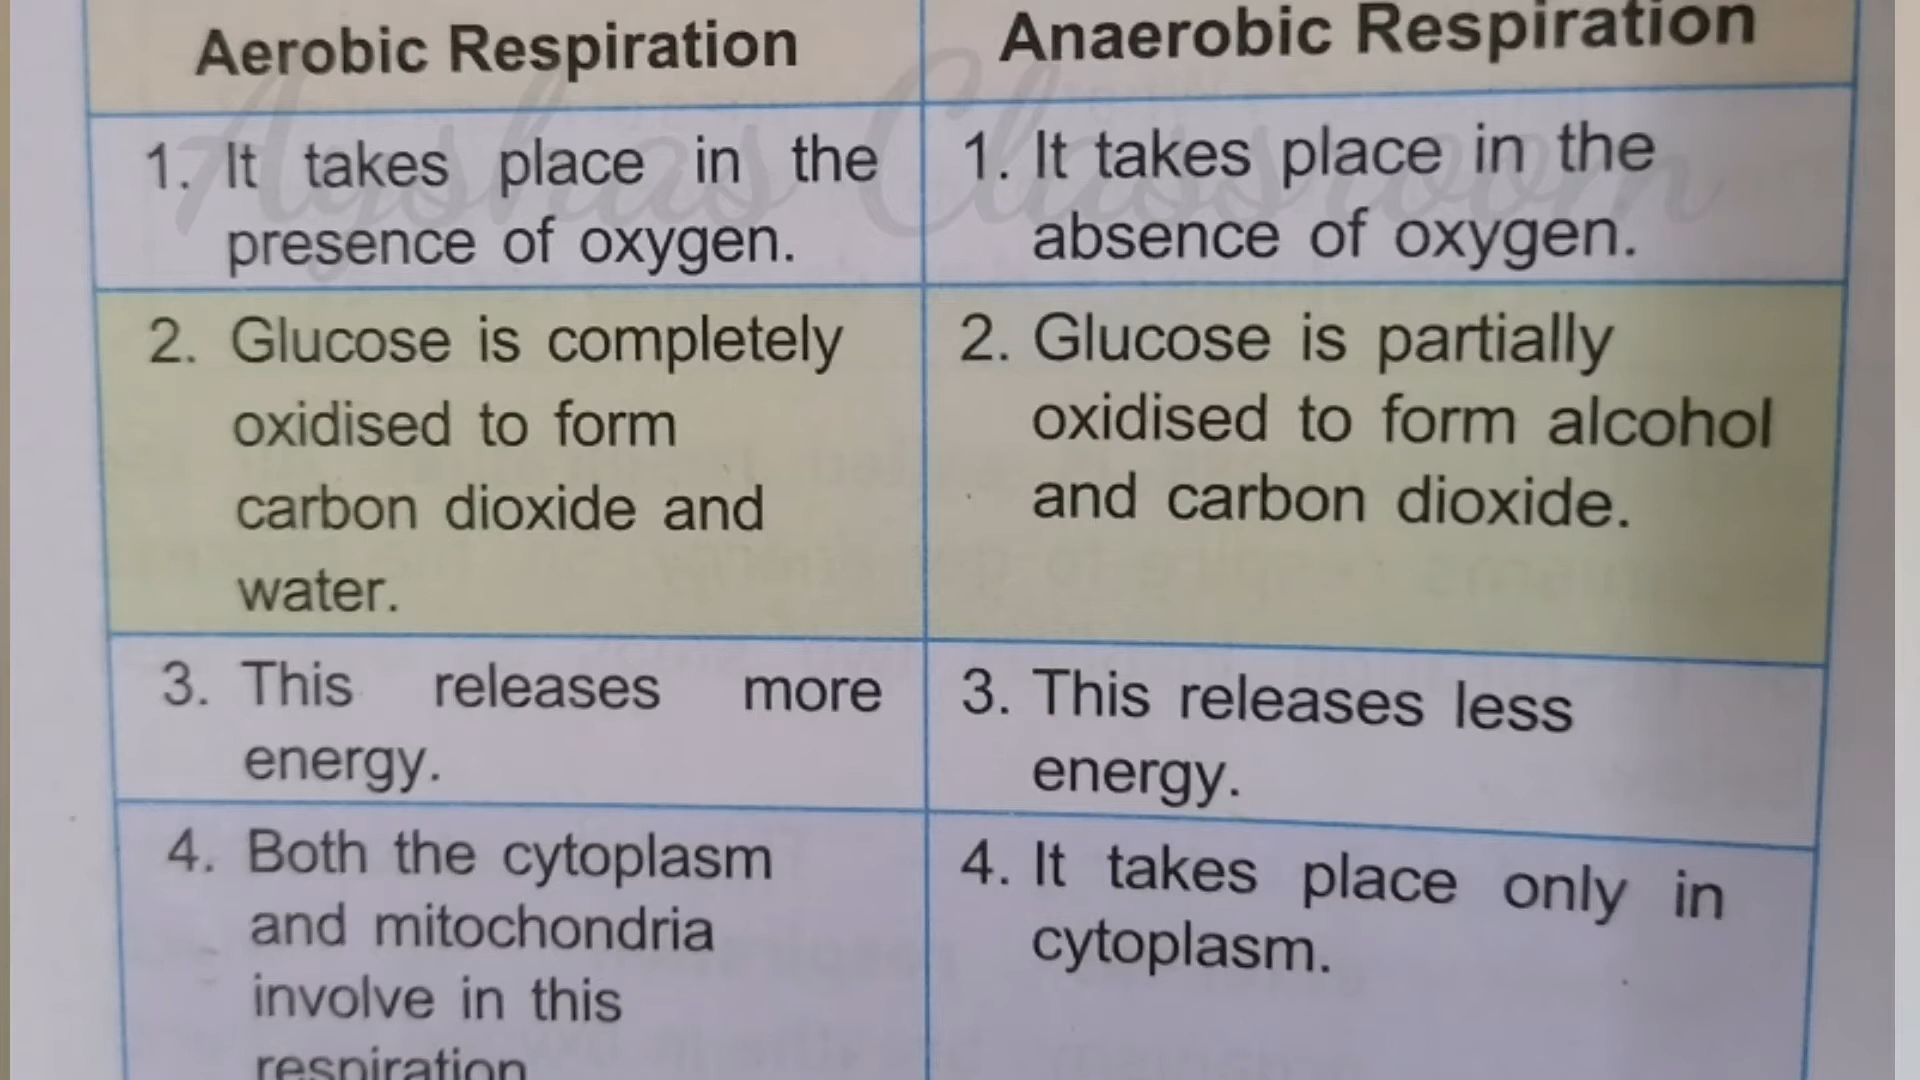 Aerobic Respiration
Anaerobic Respiration
1. It takes place in the
presence of oxygen.
1. It takes place in the
absence of oxygen.
2. Glucose is completely
oxidised to form
carbon dioxide and
water.
2. Glucose is partially
oxidised to form alcohol
and carbon dioxide.
3. This releases more
energy.
3. This releases less
energy.
4. Both the cytoplasm
and mitochondria
involve in this
respiration
4. It takes place only in
cytoplasm.
Ayshas Classroom